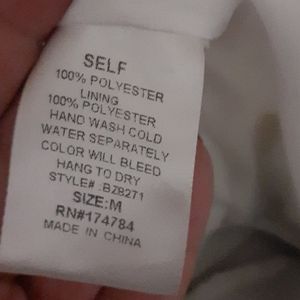 SELF
100% POLYESTER
LINING
100% POLYESTER
HAND WASH COLD
WATER SEPARATELY
COLOR WILL BLEED
HANG TO DRY
STYLE# .BZ8271
SIZE:M
RN#174784
MADE IN CHINA